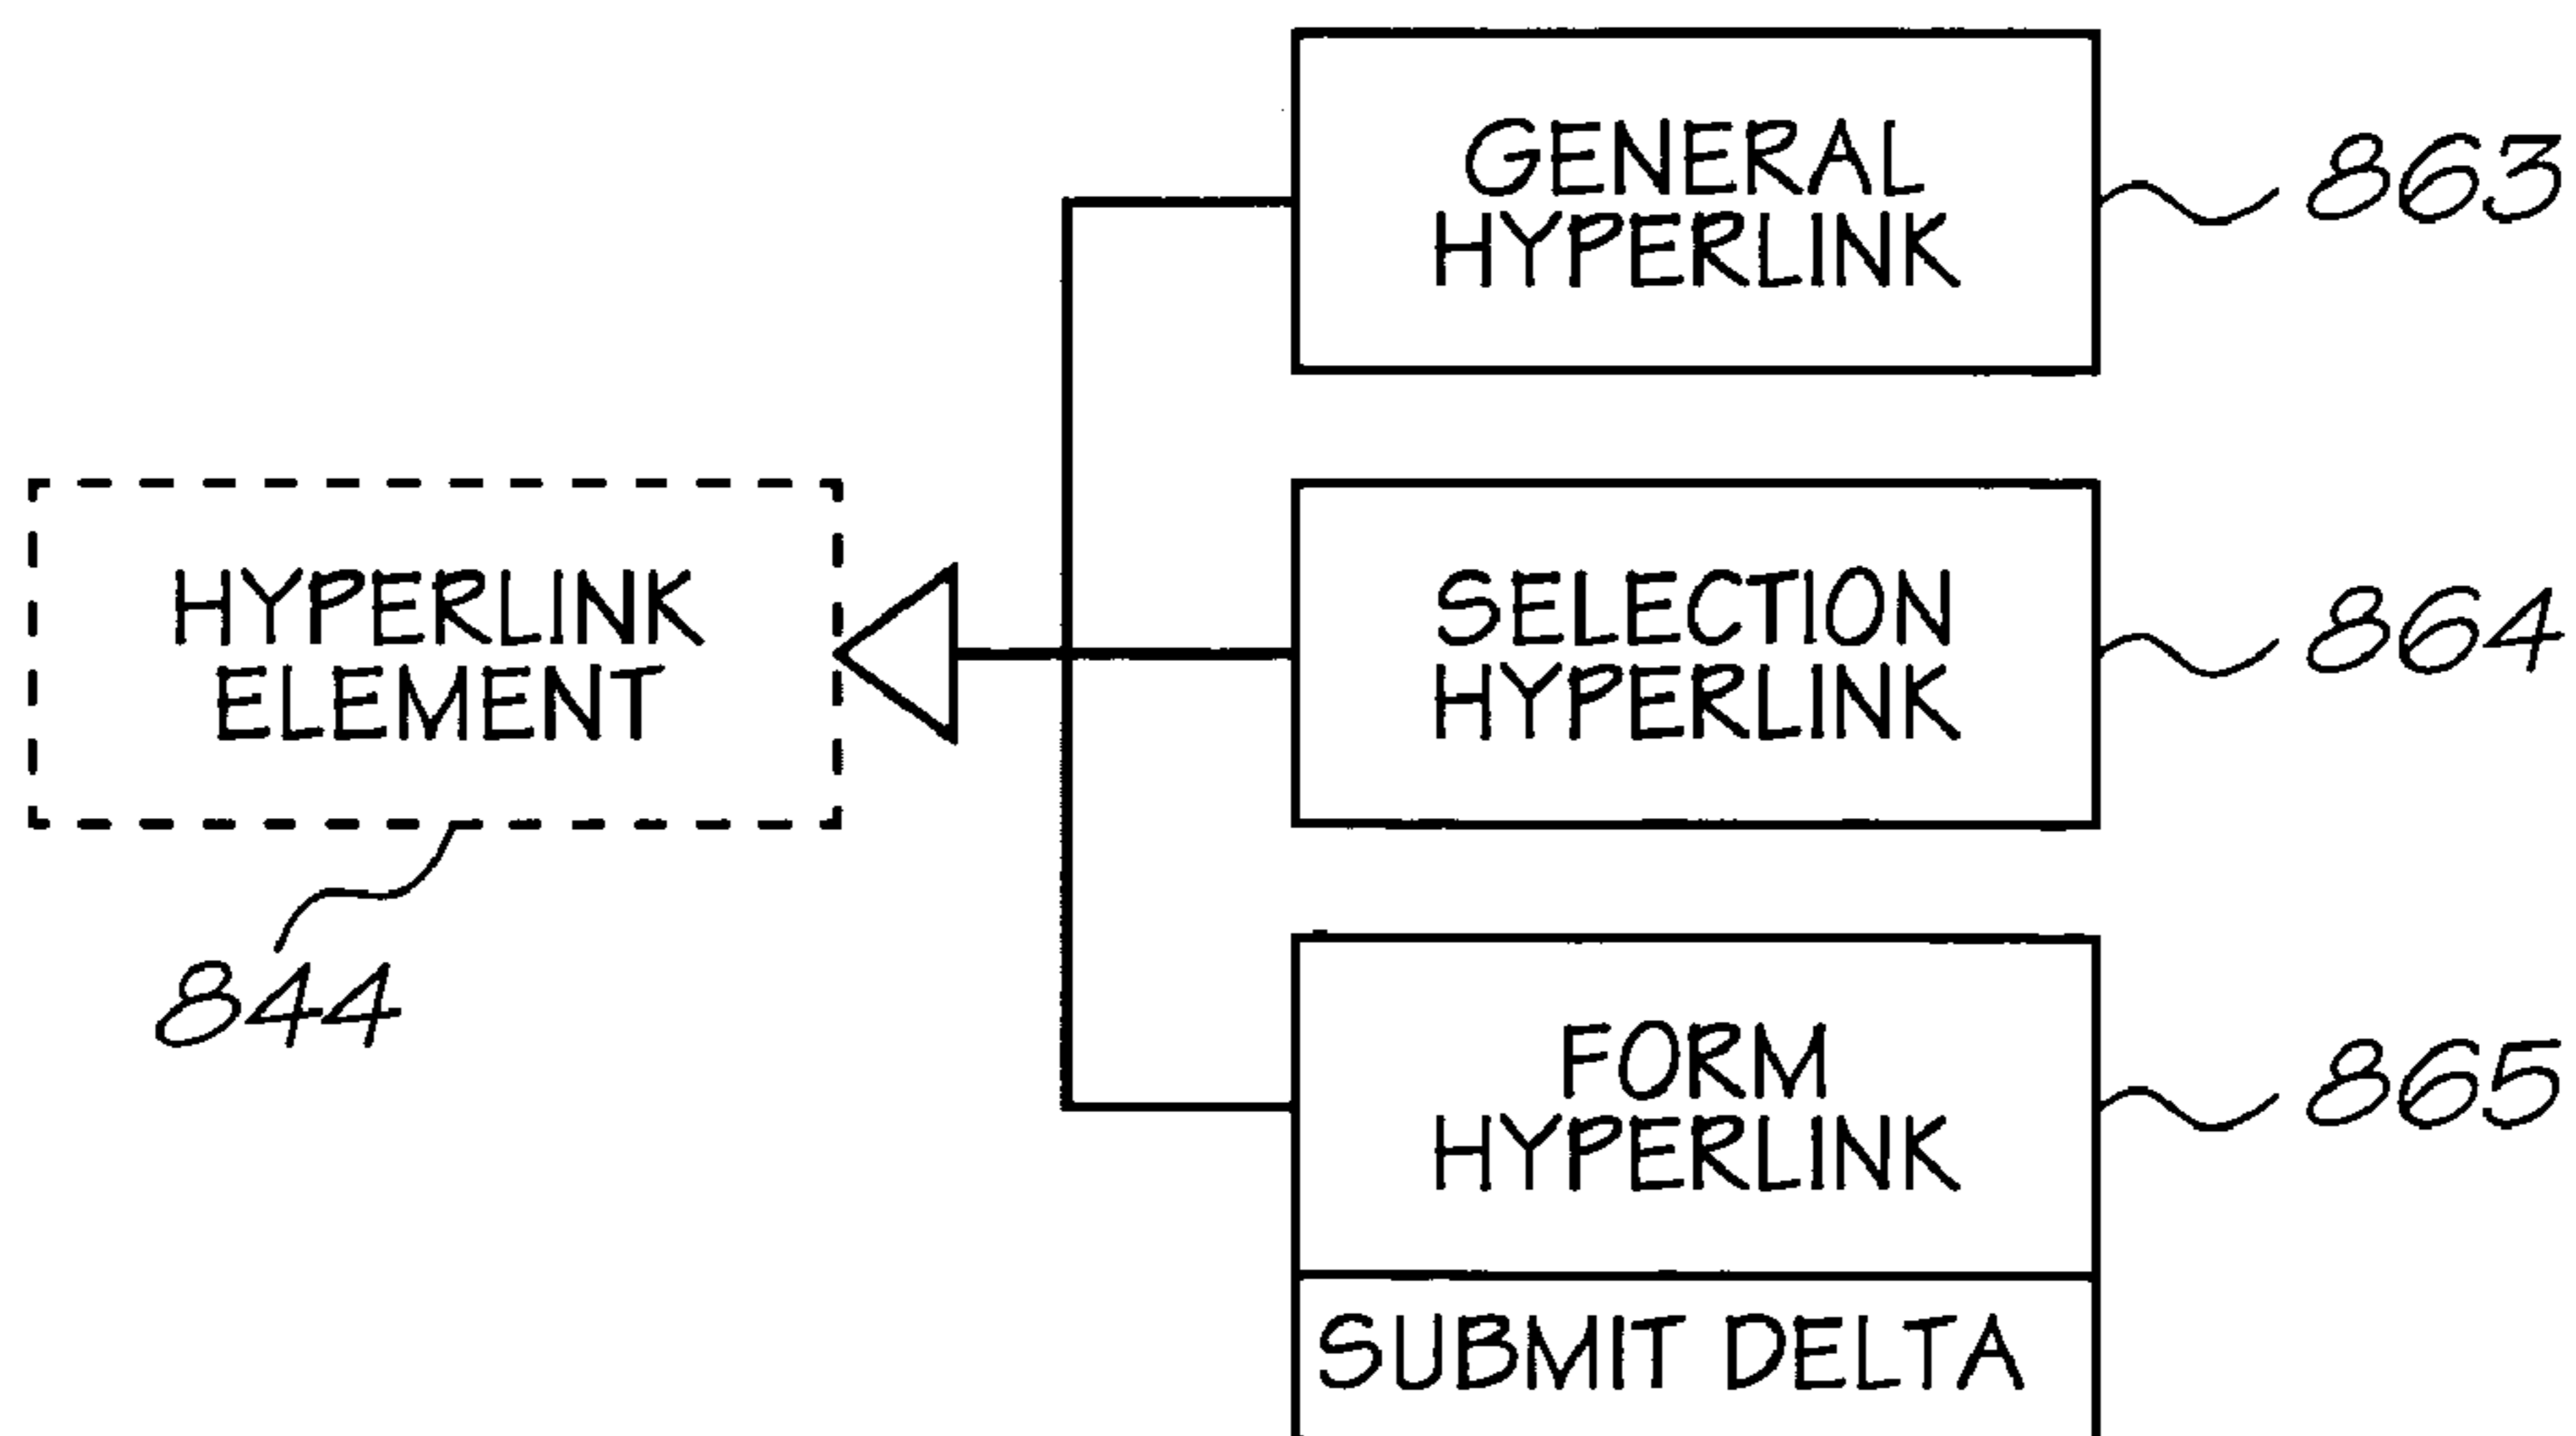 GENERAL
HYPERLINK
863
HYPERLINK
ELEMENT
844
SELECTION
HYPERLINK
864
FORM
HYPERLINK
865
SUBMIT DELTA